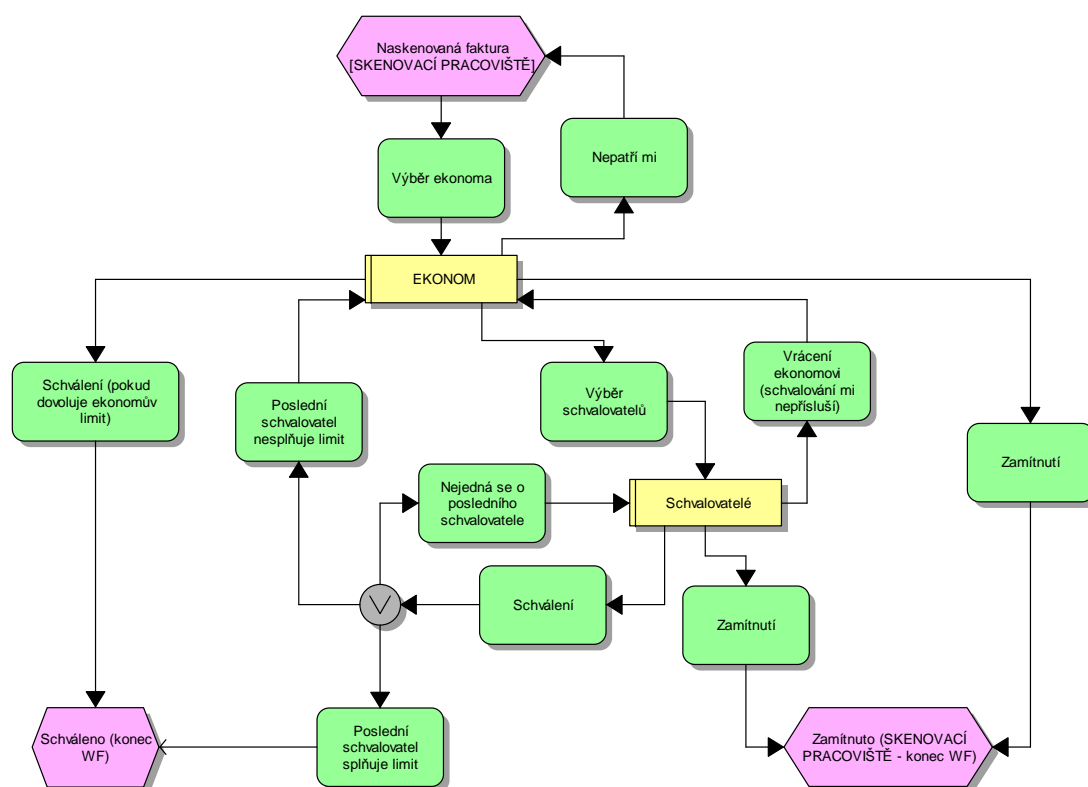 Naskenovaná faktura
[SKENOVACÍ PRACOVIŠTĚ]
Nepatří mi
Výběr ekonoma
EKONOM
Schválení (pokud
dovoluje ekonomův
limit)
Poslední
schvalovatel
nesplňuje limit
Výběr
schvalovatelů
Vrácení
ekonomovi
(schvalování mi
nepřísluší)
Zamítnutí
Nejedná se o
posledního
schvalovatele
Schvalovatelé
Schválení
Zamítnutí
Schváleno (konec
WF)
Poslední
schvalovatel
splňuje limit
Zamítnuto (SKENOVACÍ
PRACOVIŠTĚ - konec WF)